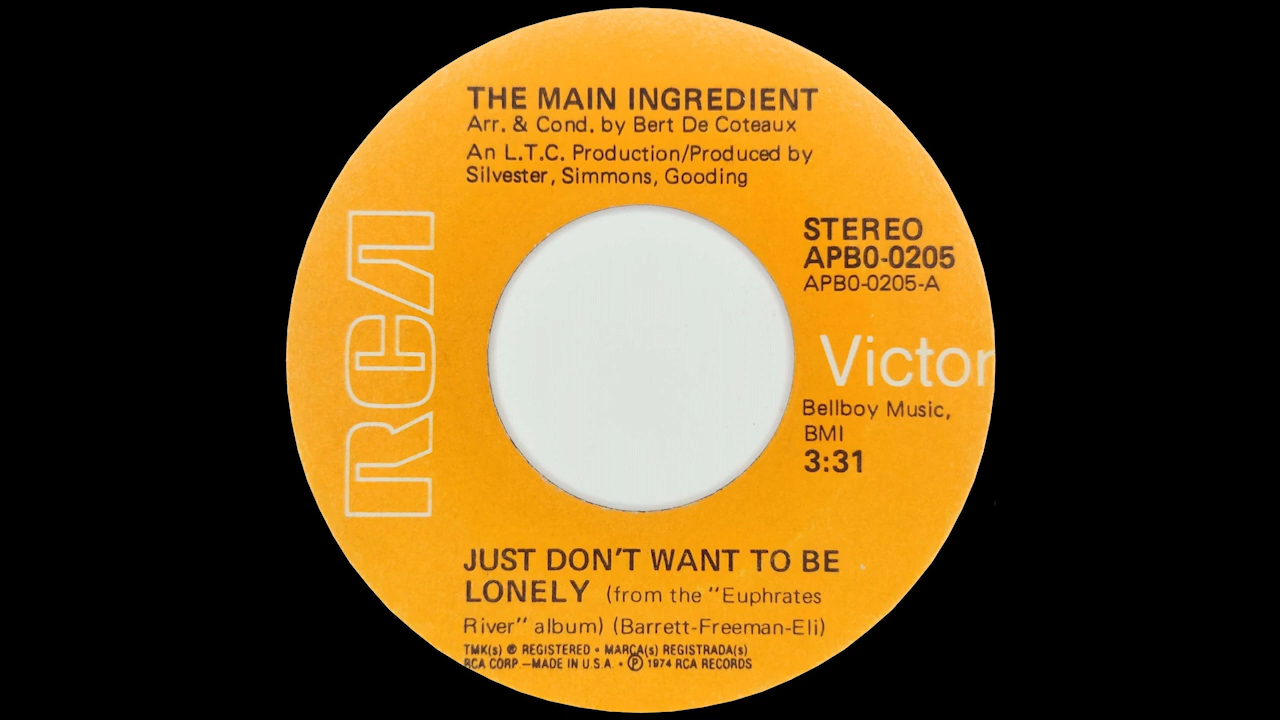 THE MAIN INGREDIENT
Arr. & Cond. by Bert De Coteaux
An L.T.C. Production/Produced by
Silvester, Simmons, Gooding
RCA
STEREO
APBO-0205
APBO-0205-A
Victor
Bellboy Music,
BMI
3:31
JUST DON'T WANT TO BE
LONELY (from the "Euphrates
River" album) (Barrett-Freeman-Eli)
TMK(s) ® REGISTERED • MARCA(s) REGISTRADA(s)
RCA CORP.—MADE IN U.S.A. • ℗ 1974 RCA RECORDS